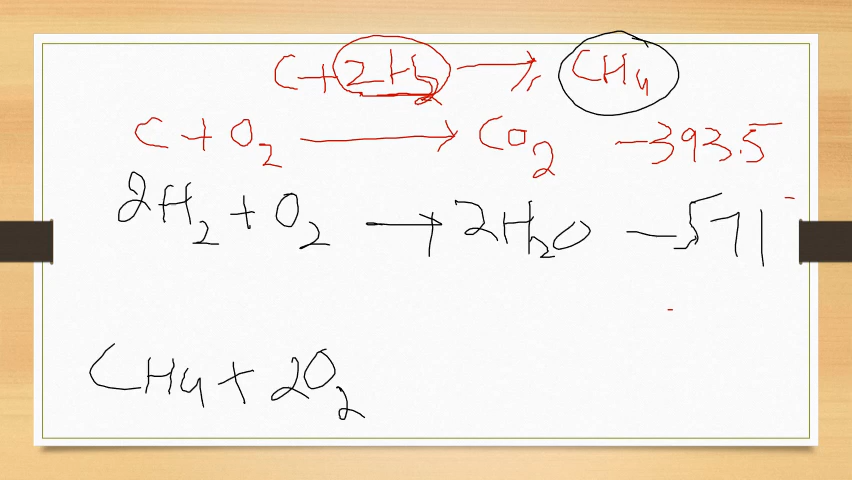 C + 2H2 → CH4
C + O2 → CO2 -393.5
2H2 + O2 → 2H2O -571
CH4 + 2O2